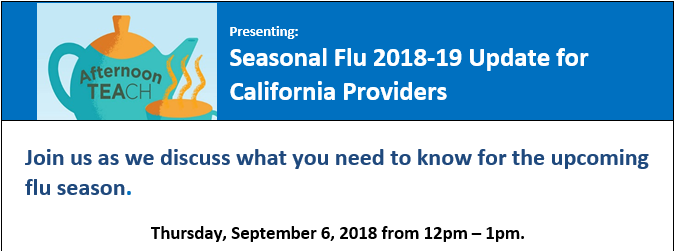 Afternoon
TEACH
Presenting:
Seasonal Flu 2018-19 Update for
California Providers
Join us as we discuss what you need to know for the upcoming
flu season.
Thursday, September 6, 2018 from 12pm – 1pm.